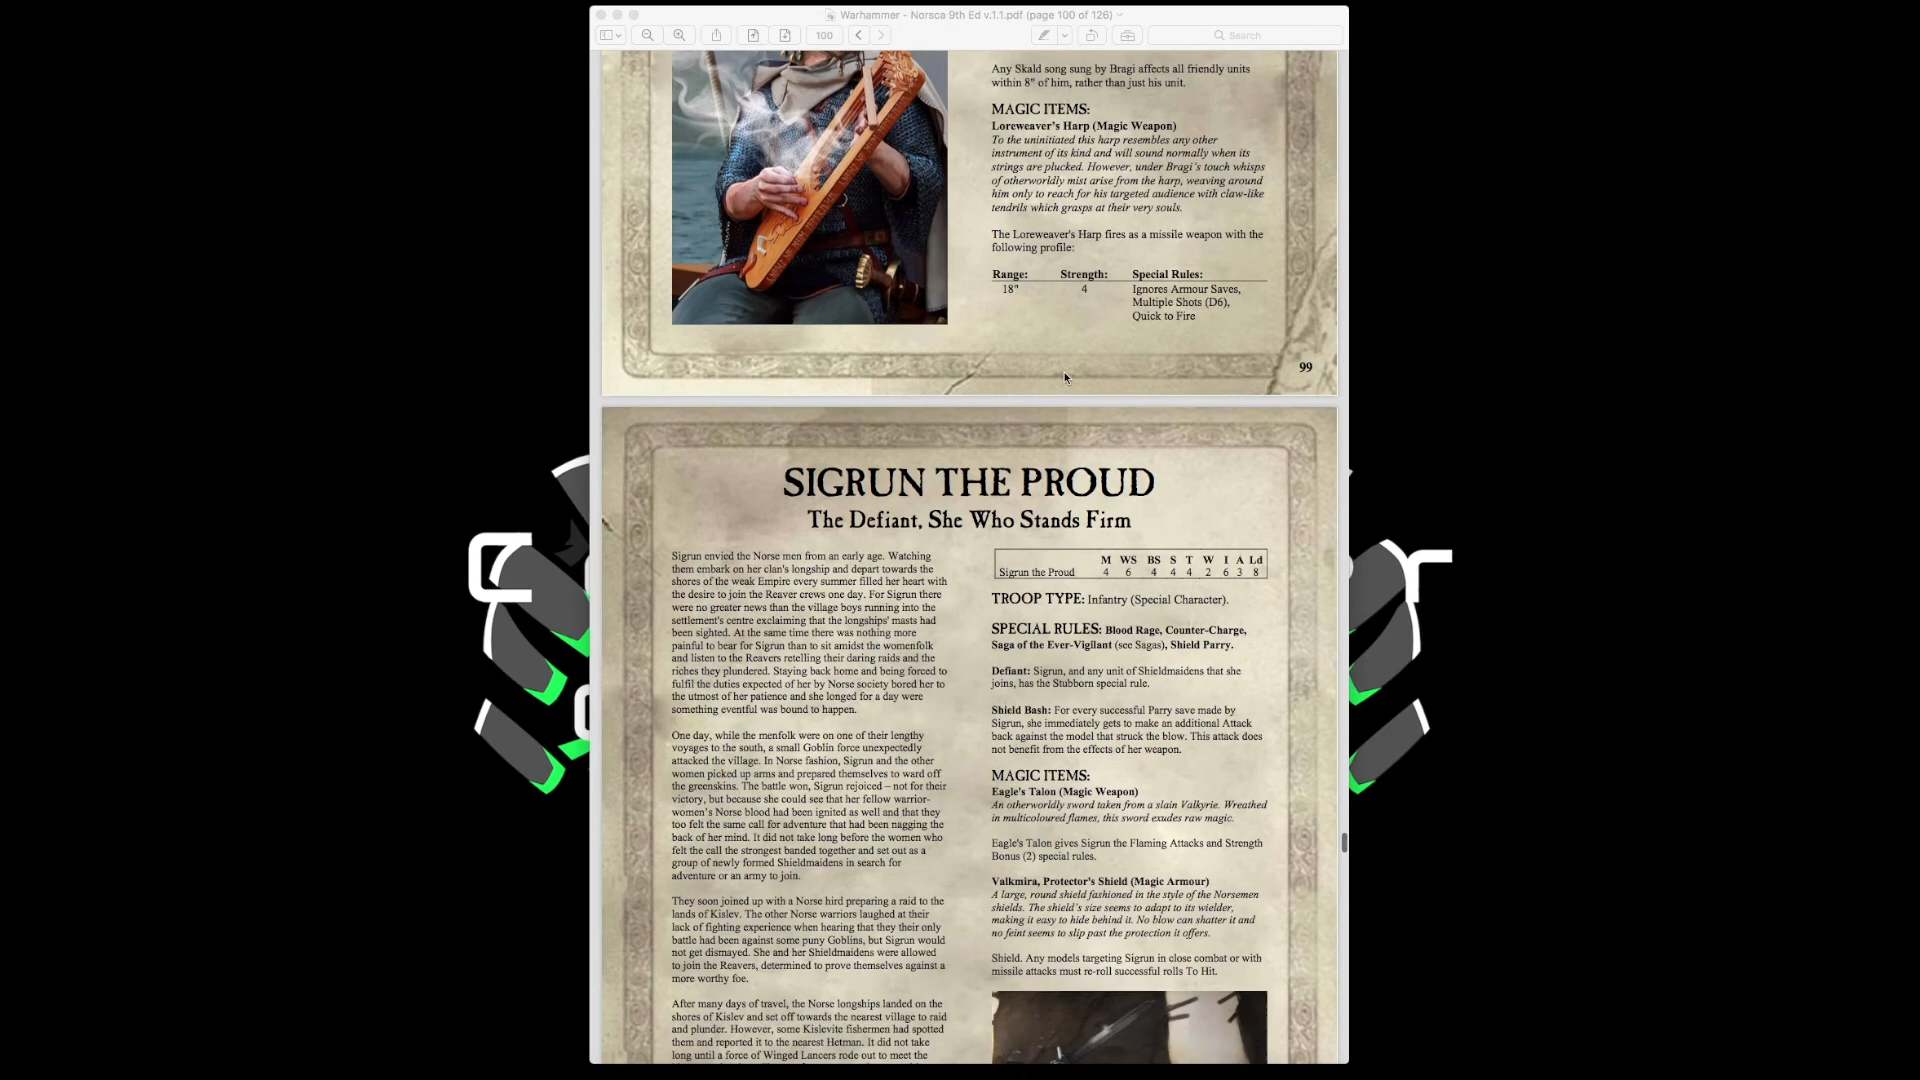 Warhammer - Norsca 9th Ed v.1.1.pdf (page 100 of 126)
100
Search
Any Skald song sung by Bragi affects all friendly units
within 8" of him, rather than just his unit.
MAGIC ITEMS:
Loreweaver's Harp (Magic Weapon)
To the uninitiated this harp resembles any other
instrument of its kind and will sound normally when its
strings are plucked. However, under Bragi's touch whisps
of otherworldly mist arise from the harp, weaving around
him only to reach for his targeted audience with claw-like
tendrils which grasps at their very souls.
The Loreweaver's Harp fires as a missile weapon with the
following profile:
Range: Strength: Special Rules:
18" 4 Ignores Armour Saves,
Multiple Shots (D6),
Quick to Fire
99
SIGRUN THE PROUD
The Defiant, She Who Stands Firm
Sigrun envied the Norse men from an early age. Watching
them embark on her clan's longship and depart towards the
shores of the weak Empire every summer filled her heart with
the desire to join the Reaver crews one day. For Sigrun there
were no greater news than the village boys running into the
settlement's centre exclaiming that the longships' masts had
been sighted. At the same time there was nothing more
painful to bear for Sigrun than to sit amidst the womenfolk
and listen to the Reavers retelling their daring raids and the
riches they plundered. Staying back home and being forced to
fulfil the duties expected of her by Norse society bored her to
the utmost of her patience and she longed for a day were
something eventful was bound to happen.
One day, while the menfolk were on one of their lengthy
voyages to the south, a small Goblin force unexpectedly
attacked the village. In Norse fashion, Sigrun and the other
women picked up arms and prepared themselves to ward off
the greenskins. The battle won, Sigrun rejoiced – not for their
victory, but because she could see that her fellow warrior-
women's Norse blood had been ignited as well and that they
too felt the same call for adventure that had been nagging the
back of her mind. It did not take long before the women who
felt the call the strongest banded together and set out as a
group of newly formed Shieldmaidens in search for
adventure or an army to join.
They soon joined up with a Norse hird preparing a raid to the
lands of Kislev. The other Norse warriors laughed at their
lack of fighting experience when hearing that they their only
battle had been against some puny Goblins, but Sigrun would
not get dismayed. She and her Shieldmaidens were allowed
to join the Reavers, determined to prove themselves against a
more worthy foe.
After many days of travel, the Norse longships landed on the
shores of Kislev and set off towards the nearest village to raid
and plunder. However, some Kislevite fishermen had spotted
them and reported it to the nearest Hetman. It did not take
long until a force of Winged Lancers rode out to meet the
M WS BS S T W I A Ld
Sigrun the Proud 4 6 4 4 4 2 6 3 8
TROOP TYPE: Infantry (Special Character).
SPECIAL RULES: Blood Rage, Counter-Charge,
Saga of the Ever-Vigilant (see Sagas), Shield Parry.
Defiant: Sigrun, and any unit of Shieldmaidens that she
joins, has the Stubborn special rule.
Shield Bash: For every successful Parry save made by
Sigrun, she immediately gets to make an additional Attack
back against the model that struck the blow. This attack does
not benefit from the effects of her weapon.
MAGIC ITEMS:
Eagle's Talon (Magic Weapon)
An otherworldly sword taken from a slain Valkyrie. Wreathed
in multicoloured flames, this sword exudes raw magic.
Eagle's Talon gives Sigrun the Flaming Attacks and Strength
Bonus (2) special rules.
Valkmira, Protector's Shield (Magic Armour)
A large, round shield fashioned in the style of the Norsemen
shields. The shield's size seems to adapt to its wielder,
making it easy to hide behind it. No blow can shatter it and
no feint seems to slip past the protection it offers.
Shield. Any models targeting Sigrun in close combat or with
missile attacks must re-roll successful rolls To Hit.